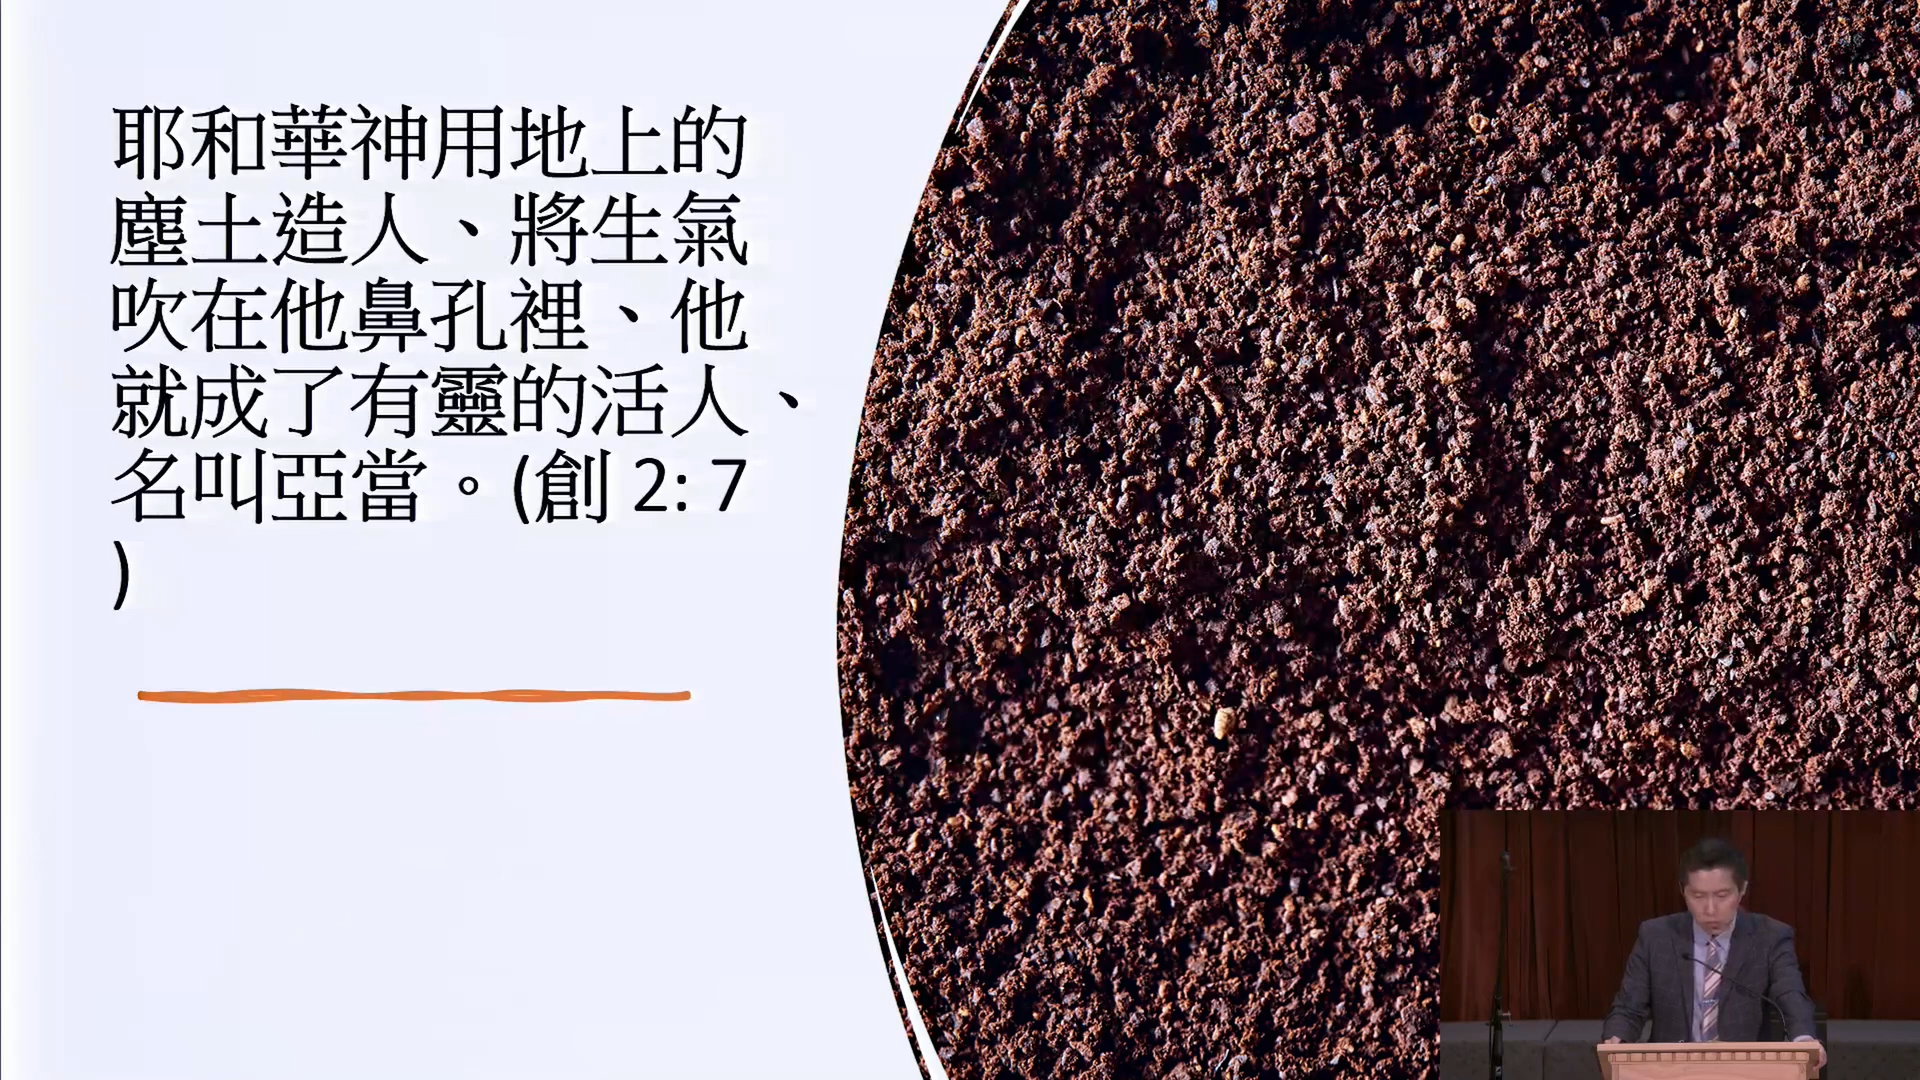 耶和華神用地上的
塵土造人、將生氣
吹在他鼻孔裡、他
就成了有靈的活人、
名叫亞當。(創 2: 7
)